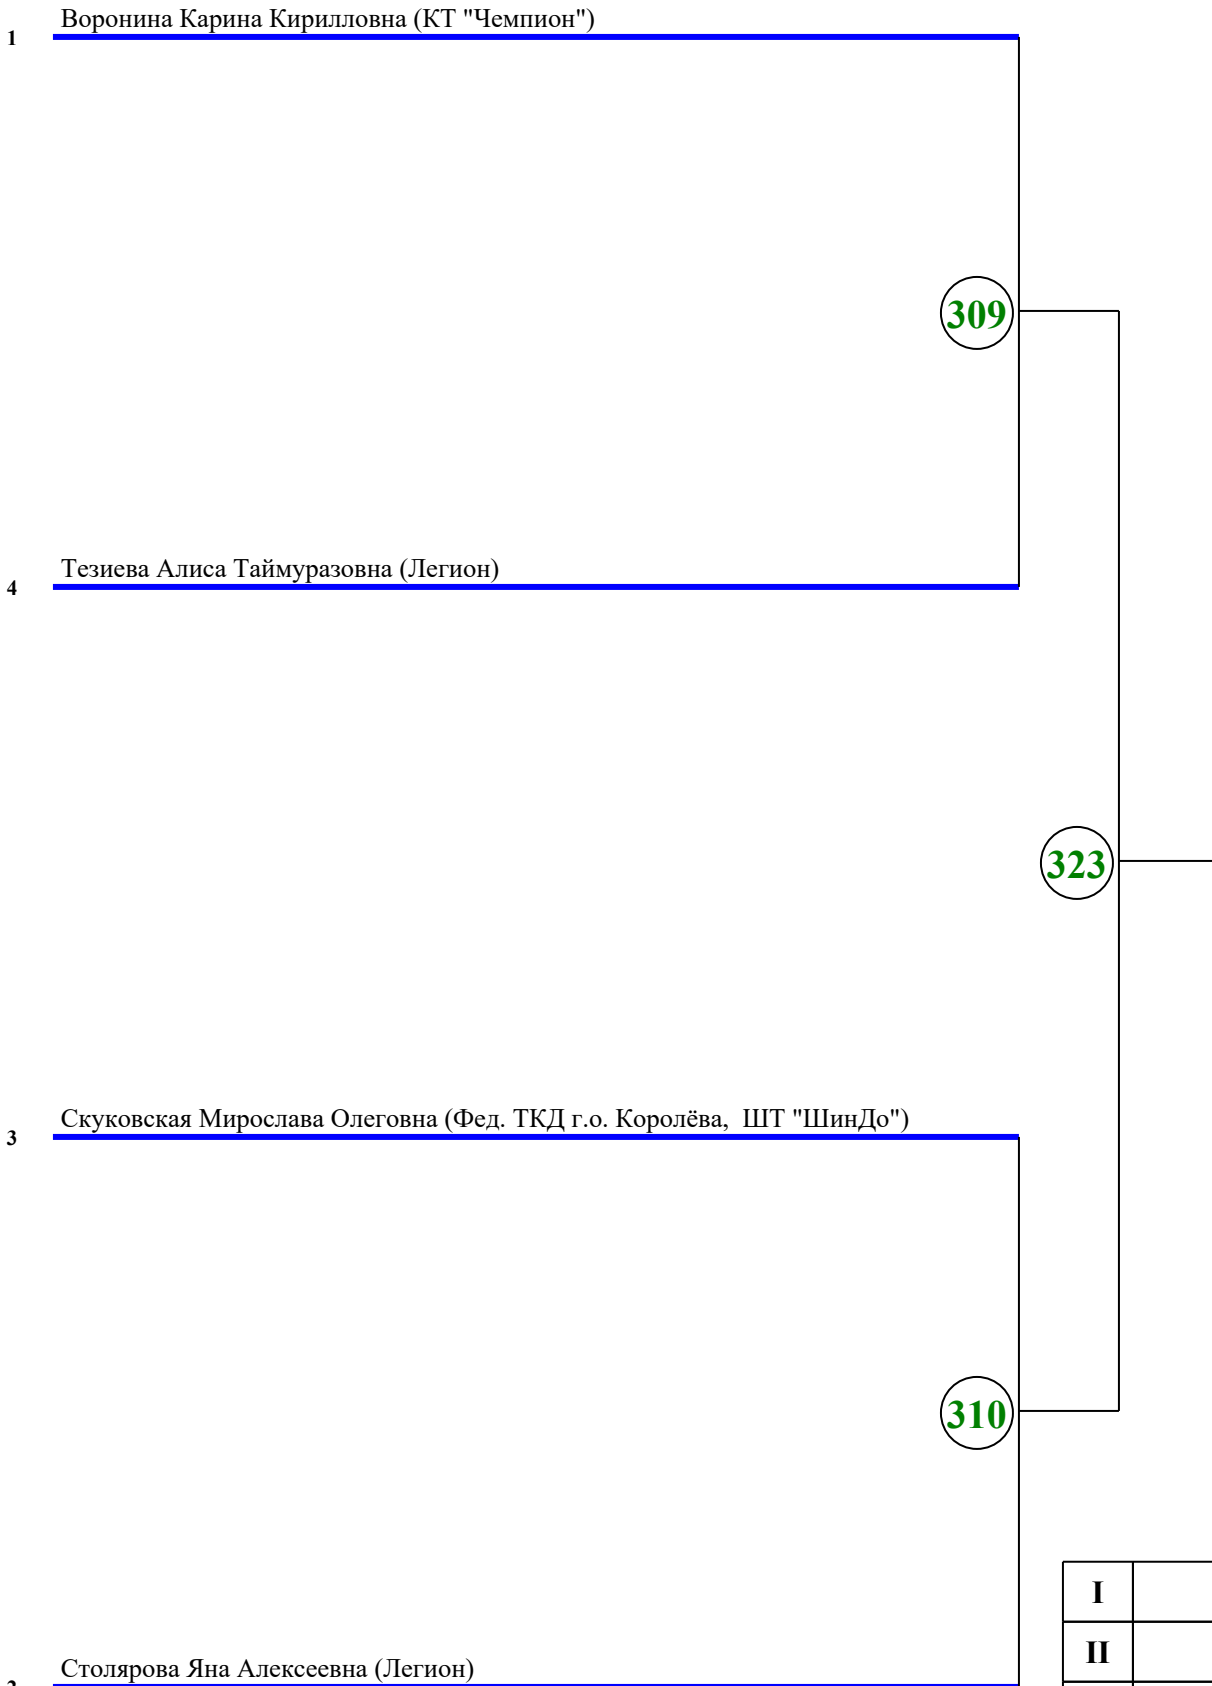 Воронина Карина Кирилловна (КТ "Чемпион")
1
309
Тезиева Алиса Таймуразовна (Легион)
4
323
Скуковская Мирослава Олеговна (Фед. ТКД г.о. Королёва,  ШТ "ШинДо")
3
310
I
II
Столярова Яна Алексеевна (Легион)